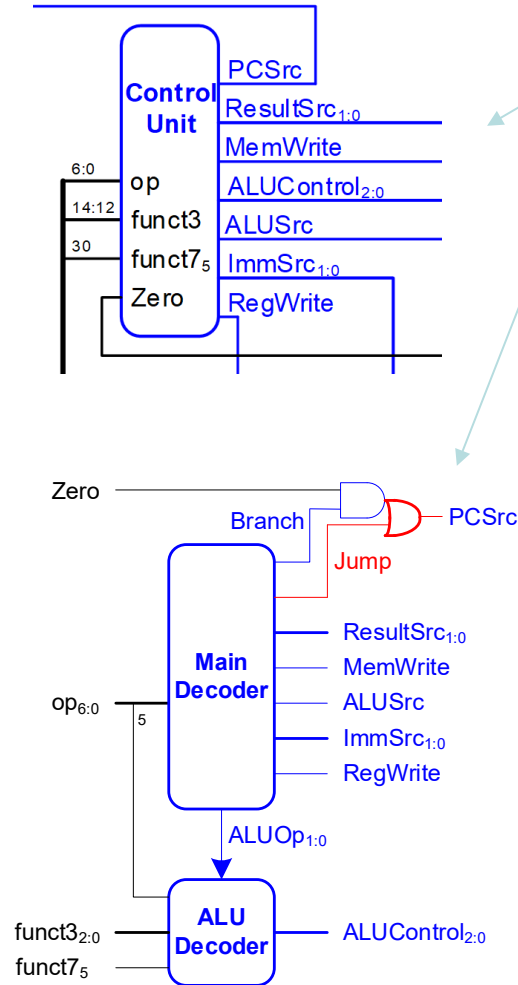 PCSrc
Control
Unit
ResultSrc1:0
MemWrite
6:0
op
ALUControl2:0
14:12
funct3
ALUSrc
30
funct75
ImmSrc1:0
Zero
RegWrite
Zero
Branch
PCSrc
Jump
ResultSrc1:0
Main
Decoder
MemWrite
op6:0
5
ALUSrc
ImmSrc1:0
RegWrite
ALUOp1:0
ALU
Decoder
funct32:0
ALUControl2:0
funct75